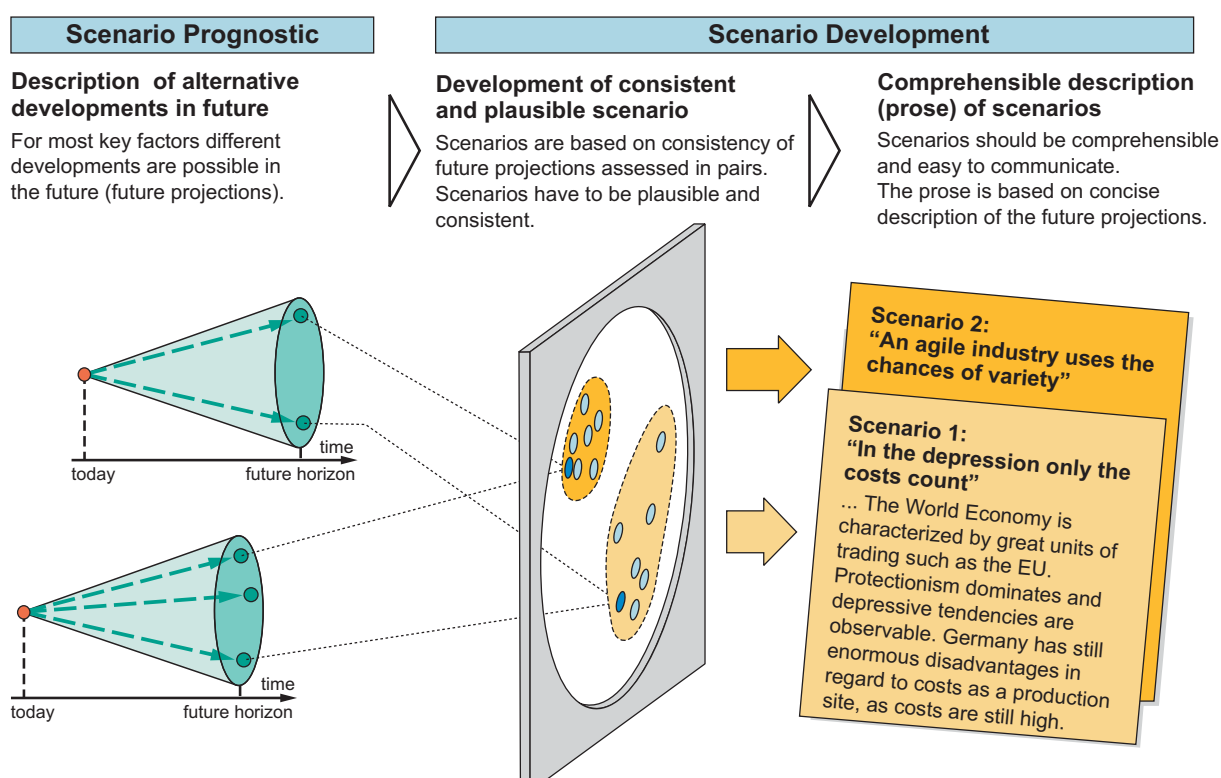 Scenario Prognostic
Scenario Development
Description of alternative
developments in future
For most key factors different
developments are possible in
the future (future projections).
Development of consistent
and plausible scenario
Scenarios are based on consistency of
future projections assessed in pairs.
Scenarios have to be plausible and
consistent.
Comprehensible description
(prose) of scenarios
Scenarios should be comprehensible
and easy to communicate.
The prose is based on concise
description of the future projections.
time
today
future horizon
time
today
future horizon
Scenario 2:
“An agile industry uses the
chances of variety”
Scenario 1:
“In the depression only the
costs count”
... The World Economy is
characterized by great units of
trading such as the EU.
Protectionism dominates and
depressive tendencies are
observable. Germany has still
enormous disadvantages in
regard to costs as a production
site, as costs are still high.